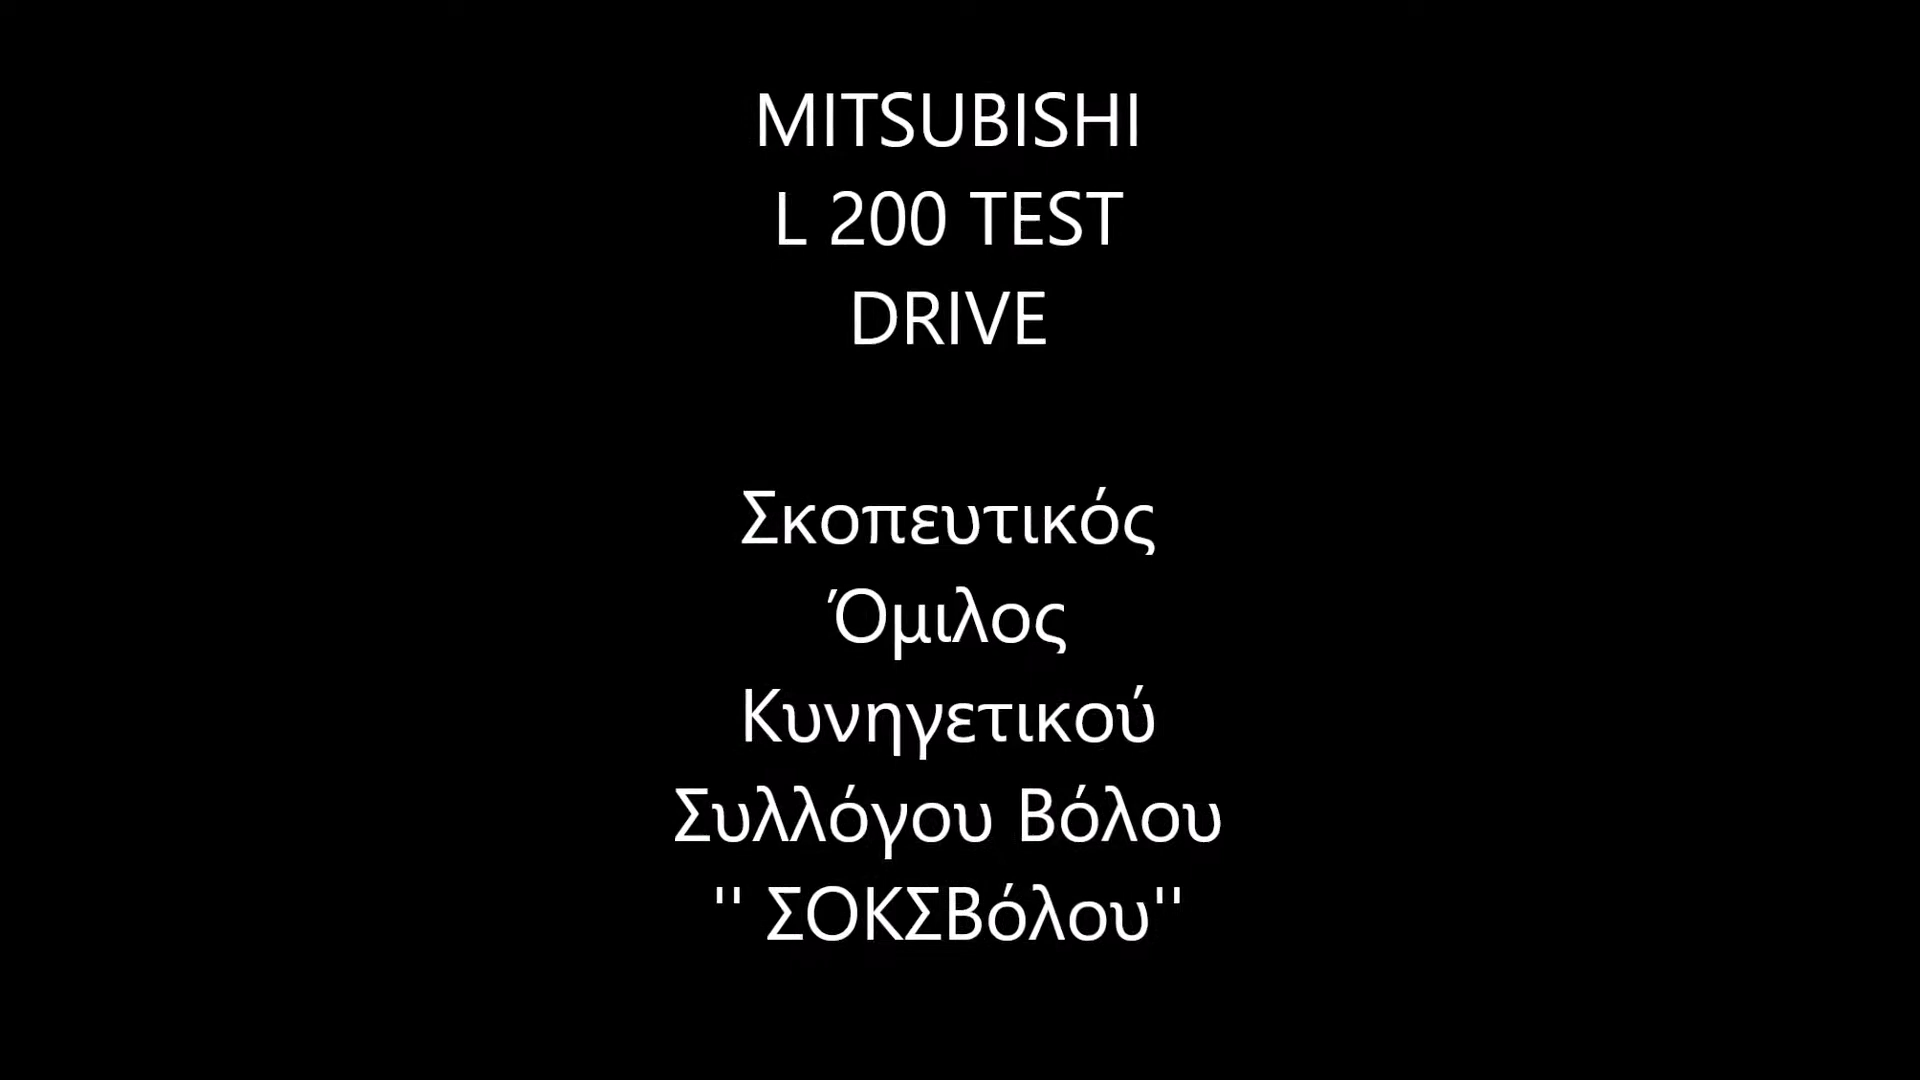 MITSUBISHI
L 200 TEST
DRIVE
Σκοπευτικός
Όμιλος
Κυνηγετικού
Συλλόγου Βόλου
'' ΣΟΚΣΒόλου''